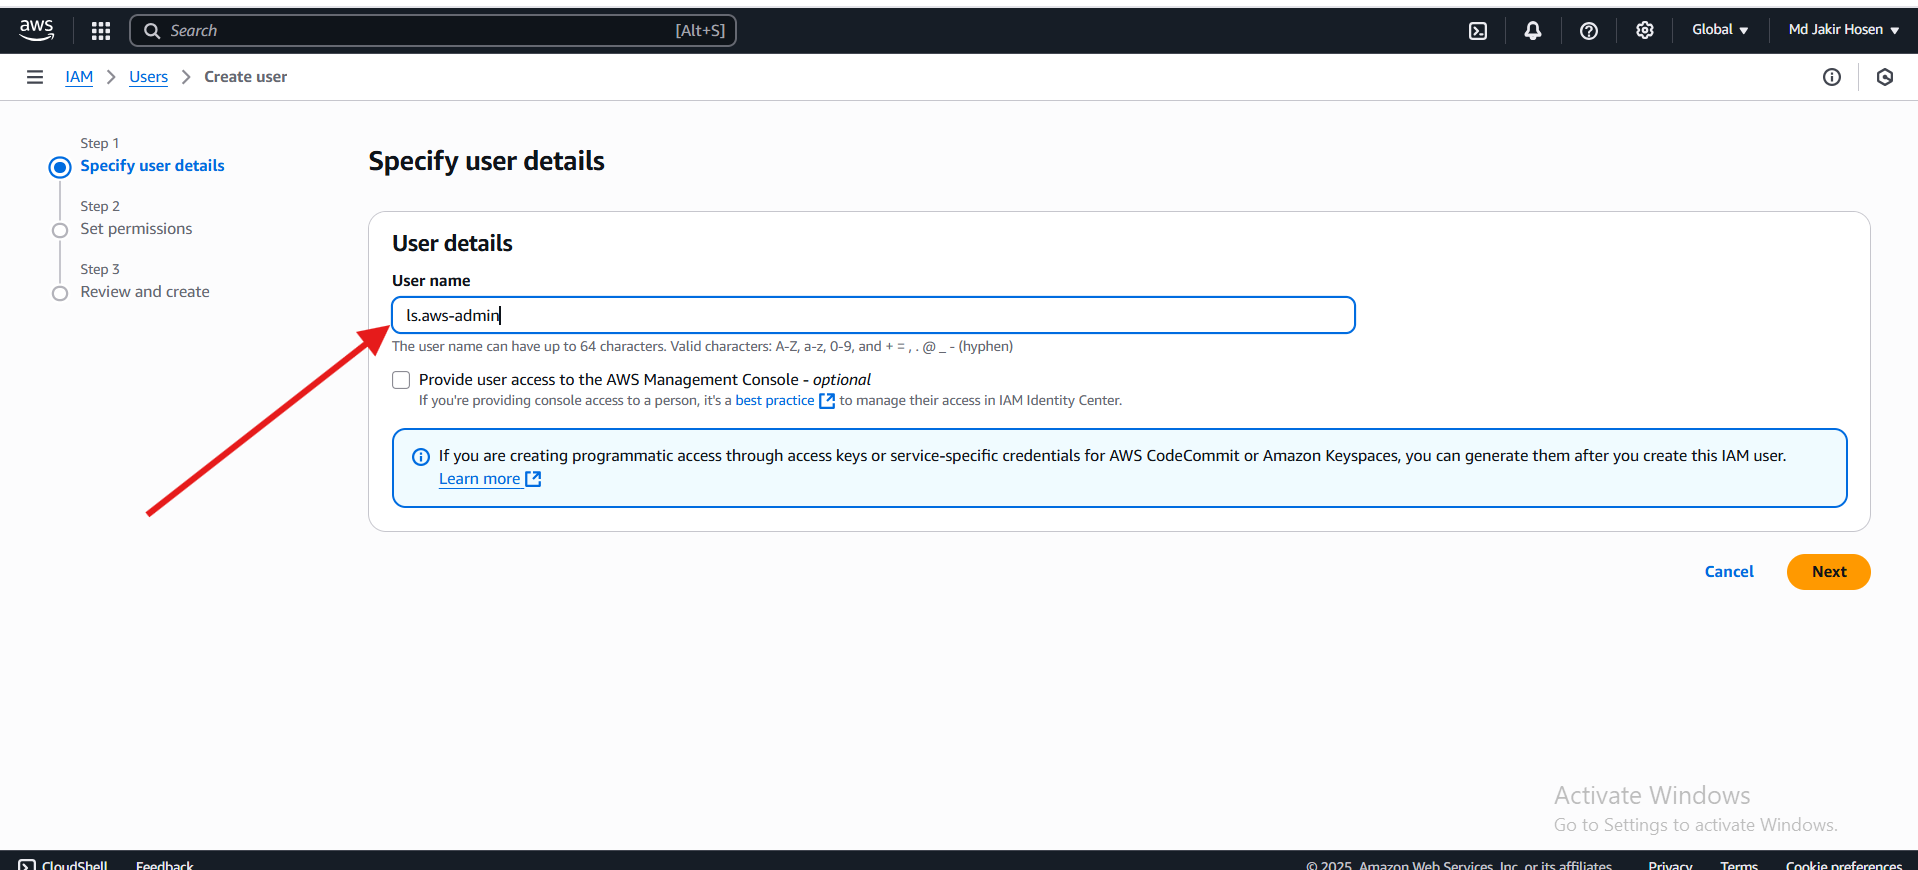 aws
Search [Alt+S]
Global
Md Jakir Hosen
IAM > Users > Create user
Step 1
Specify user details
Step 2
Set permissions
Step 3
Review and create
Specify user details
User details
User name
ls.aws-admin
The user name can have up to 64 characters. Valid characters: A-Z, a-z, 0-9, and + = , . @ _ - (hyphen)
Provide user access to the AWS Management Console - optional
If you're providing console access to a person, it's a best practice to manage their access in IAM Identity Center.
If you are creating programmatic access through access keys or service-specific credentials for AWS CodeCommit or Amazon Keyspaces, you can generate them after you create this IAM user.
Learn more
Cancel
Next
Activate Windows
Go to Settings to activate Windows.
CloudShell Feedback © 2025, Amazon Web Services, Inc. or its affiliates. Privacy Terms Cookie preferences